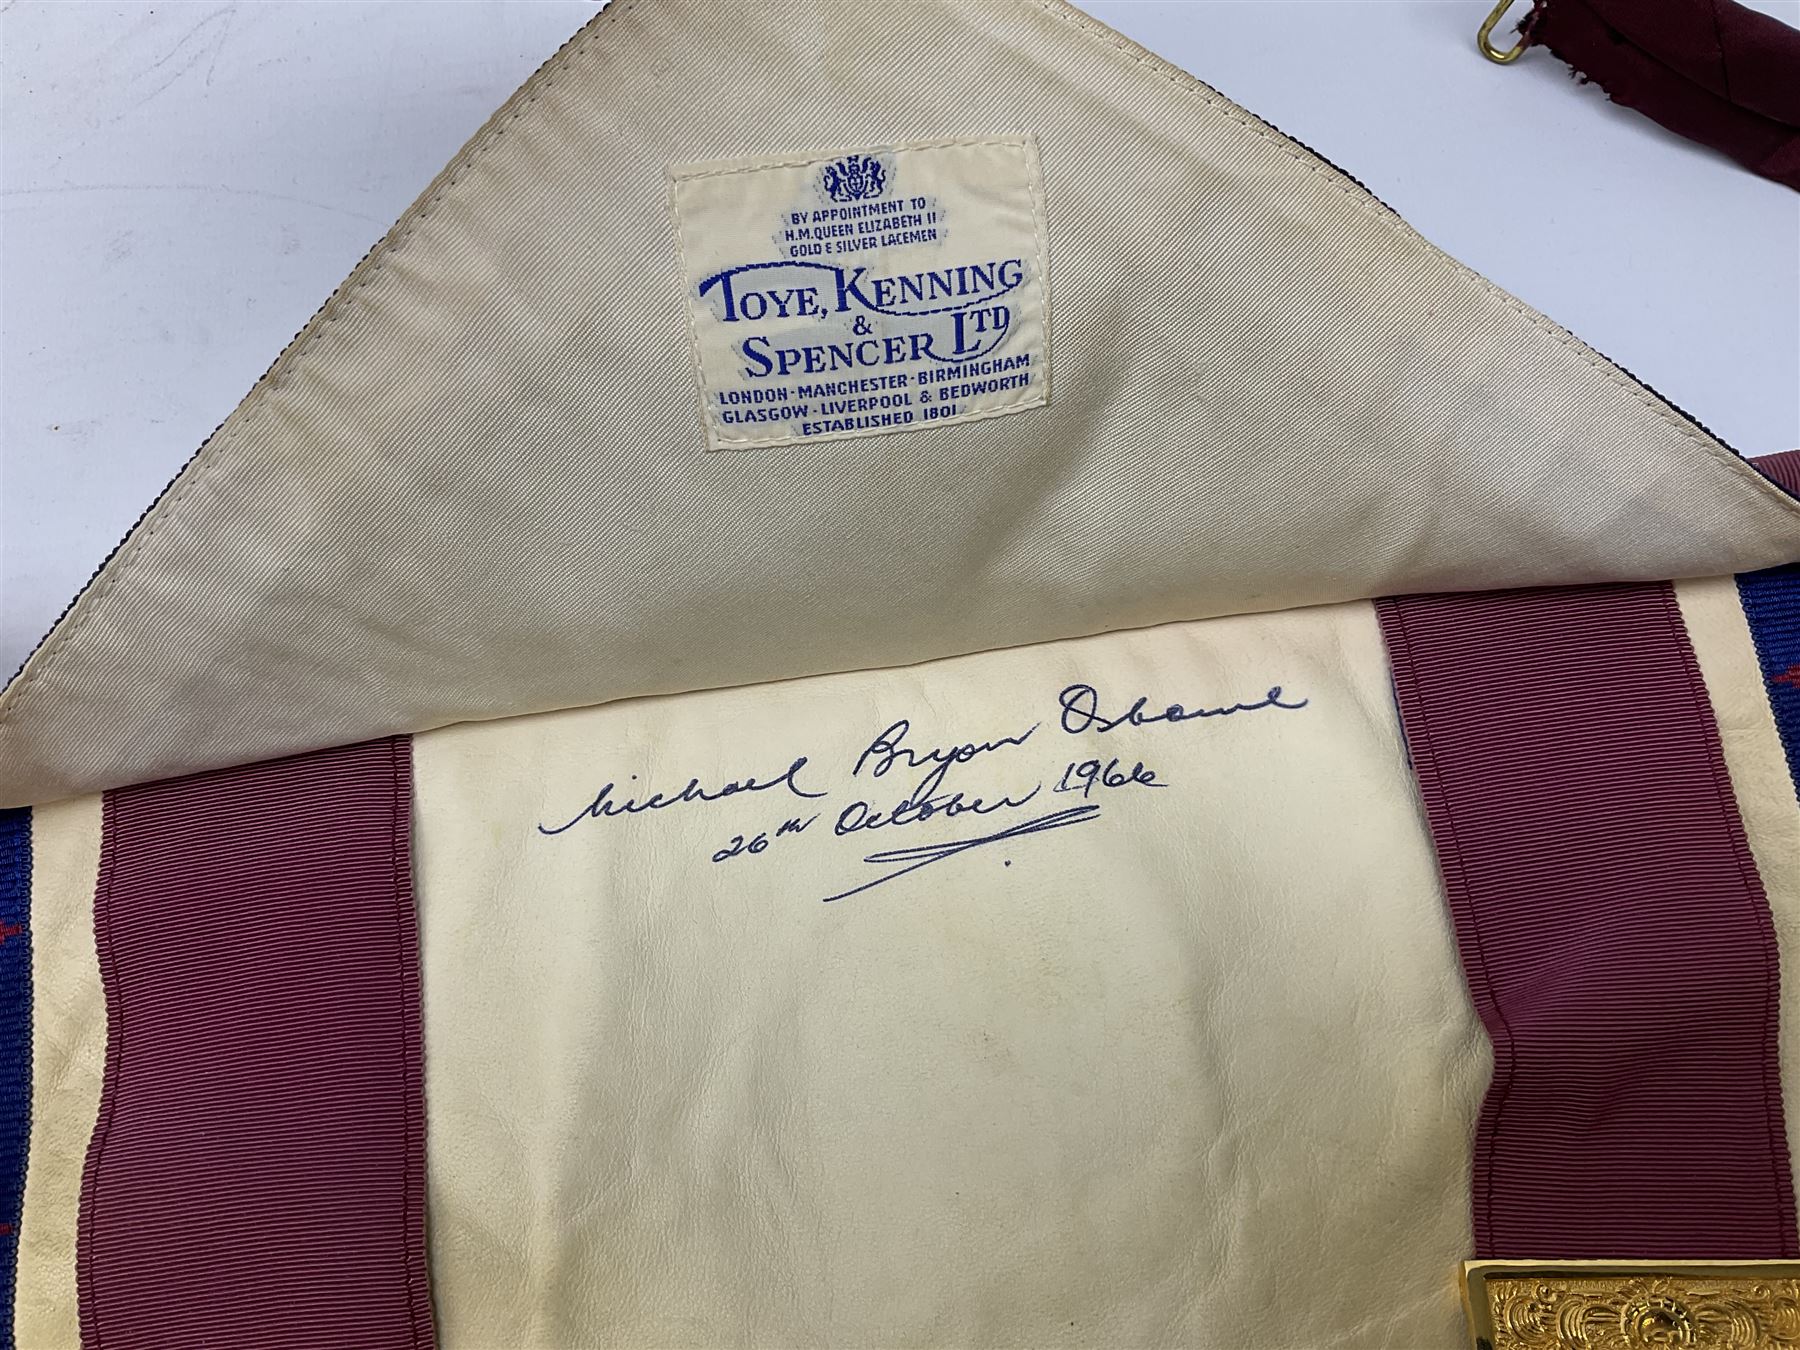 BY APPOINTMENT TO
H.M.QUEEN ELIZABETH II
GOLD & SILVER LACEMEN
TOYE, KENNING
&
SPENCER LTD
LONDON · MANCHESTER · BIRMINGHAM
GLASGOW · LIVERPOOL & BEDWORTH
ESTABLISHED 1801
Michael Bryan Osborne
26th October 1966